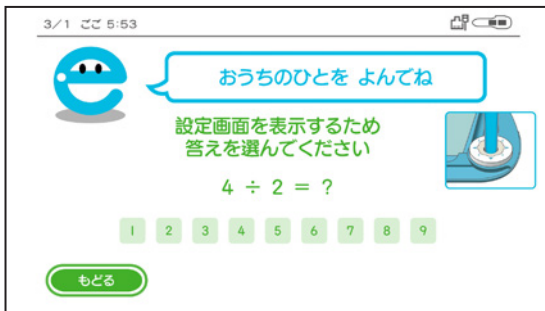 3/1 ごご 5:53
おうちのひとを よんでね
設定画面を表示するため
答えを選んでください
4 ÷ 2 = ?
1 2 3 4 5 6 7 8 9
もどる